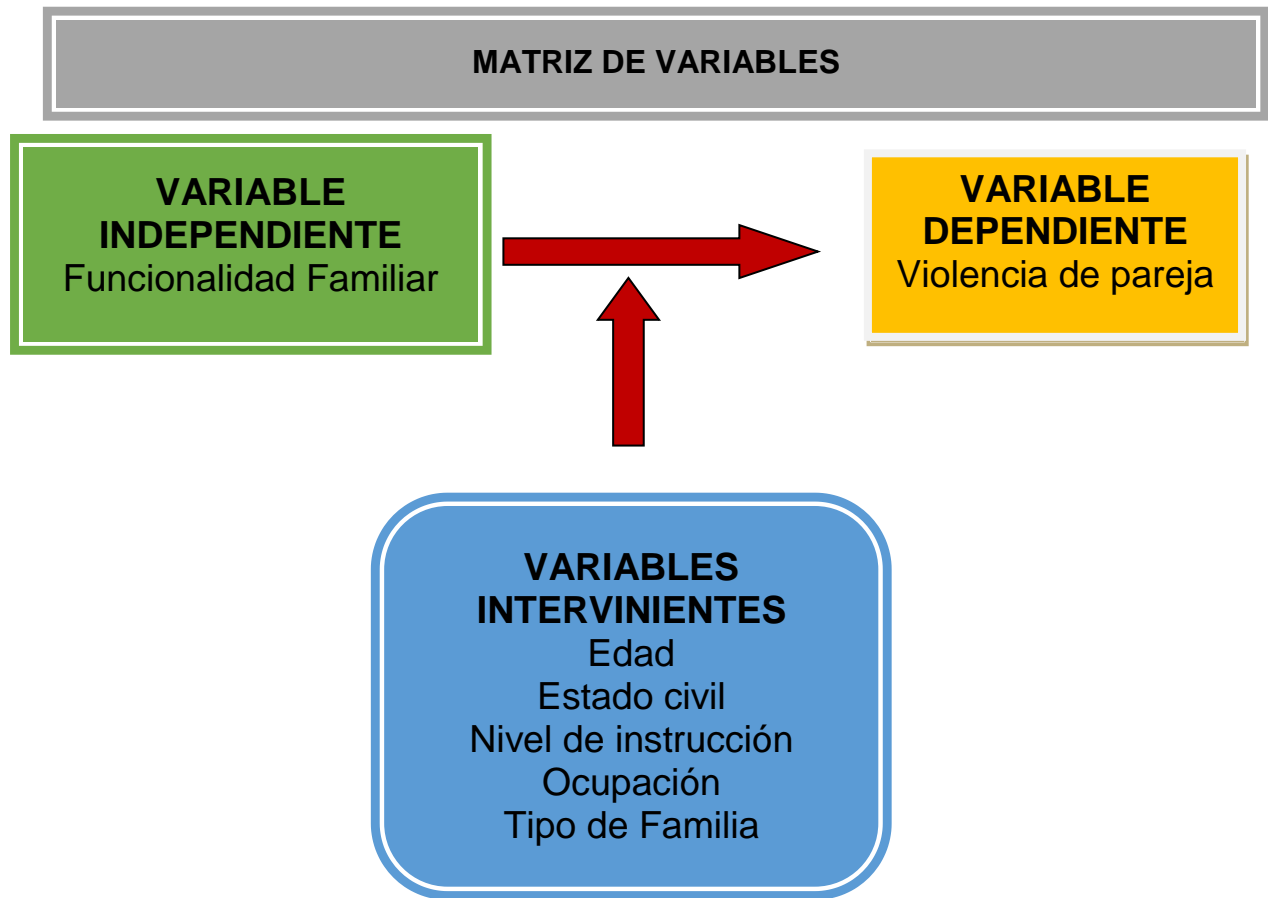 MATRIZ DE VARIABLES
VARIABLE
INDEPENDIENTE
Funcionalidad Familiar
VARIABLE
DEPENDIENTE
Violencia de pareja
VARIABLES
INTERVINIENTES
Edad
Estado civil
Nivel de instrucción
Ocupación
Tipo de Familia